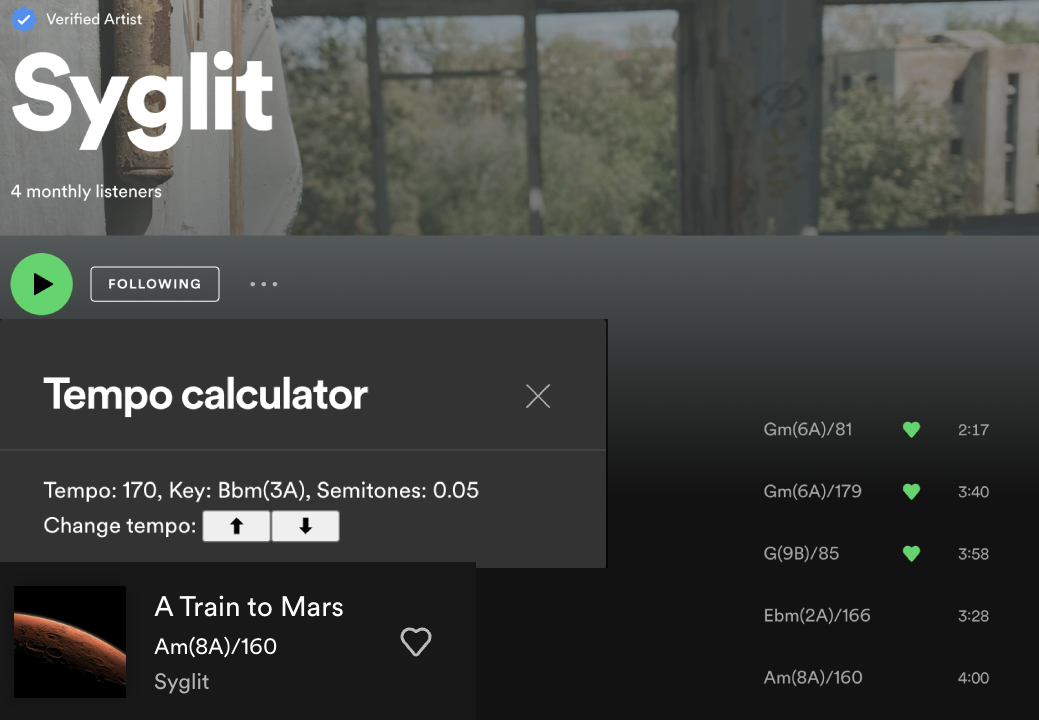 Verified Artist
Syglit
4 monthly listeners
FOLLOWING
Tempo calculator
Tempo: 170, Key: Bbm(3A), Semitones: 0.05
Change tempo:
Gm(6A)/81 2:17
Gm(6A)/179 3:40
G(9B)/85 3:58
Ebm(2A)/166 3:28
Am(8A)/160 4:00
A Train to Mars
Am(8A)/160
Syglit